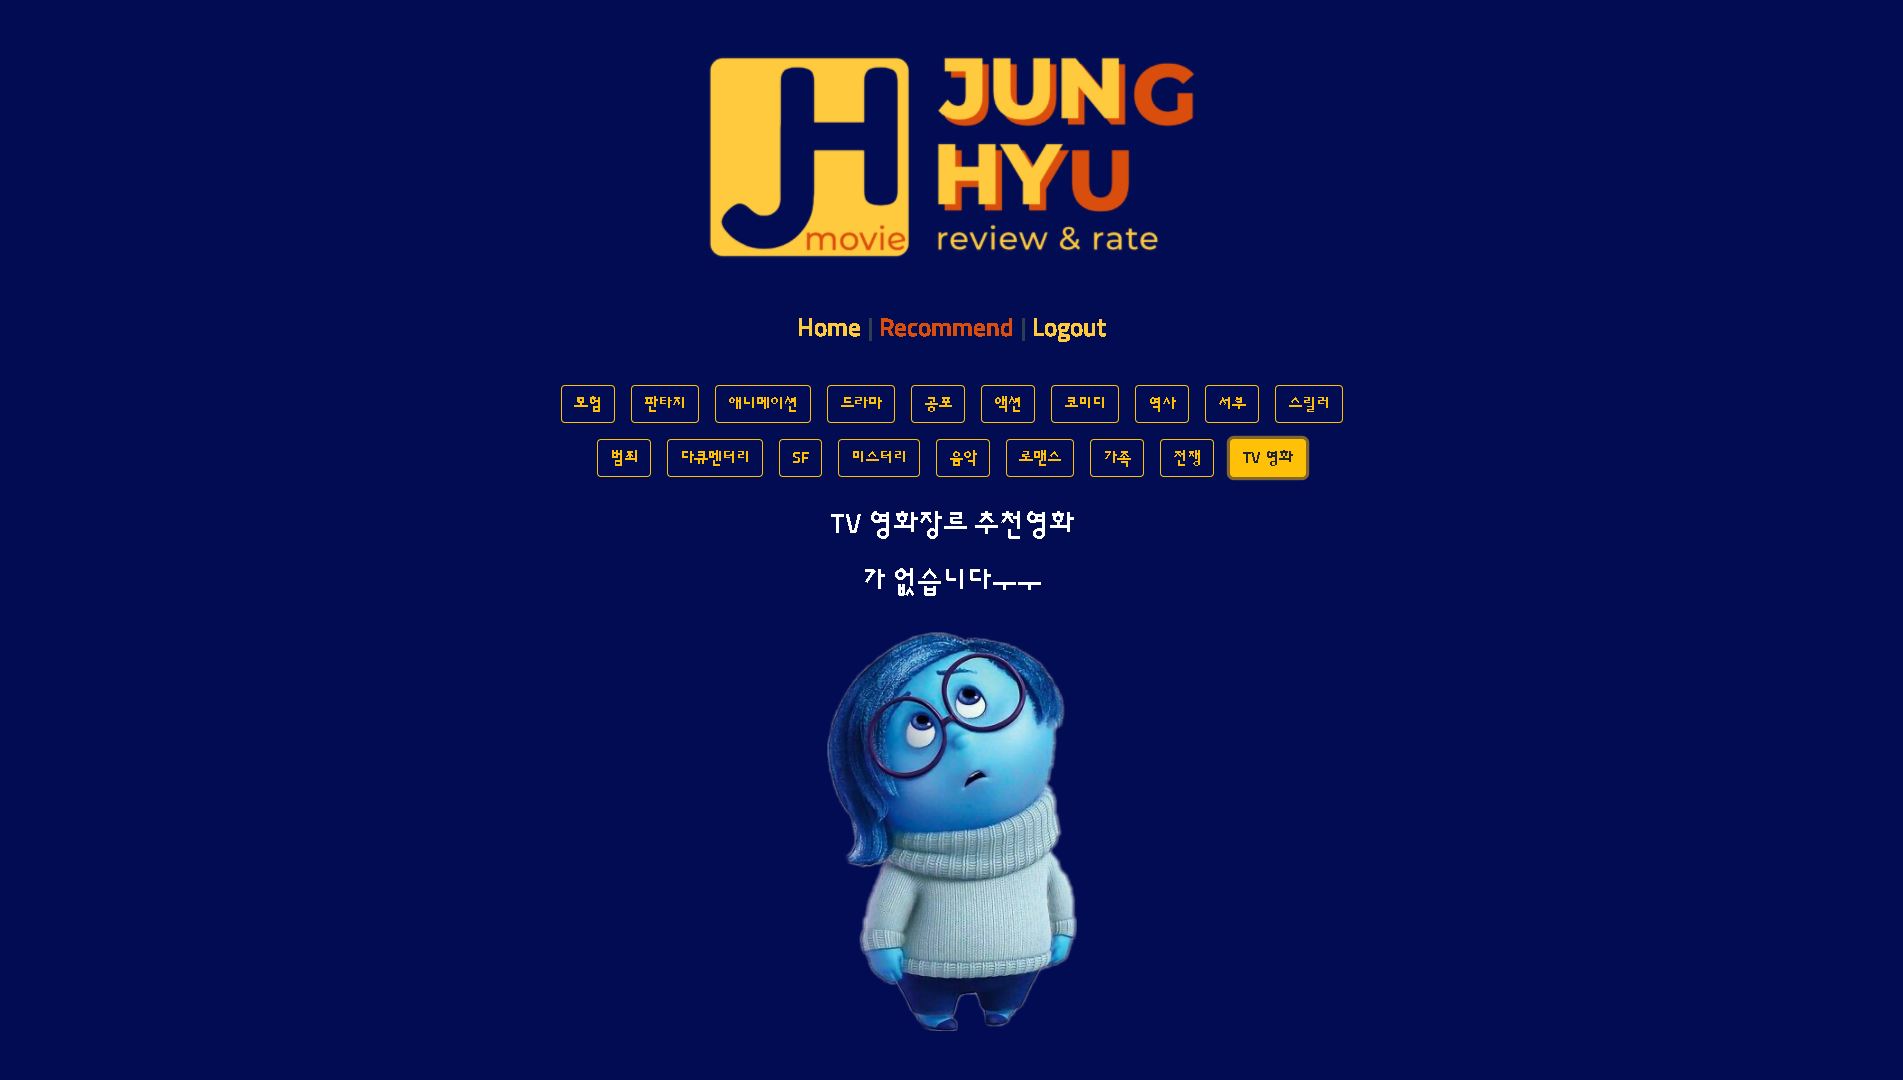 JUNG
HYU
JH
movie
review & rate
Home | Recommend | Logout
모험 판타지 애니메이션 드라마 공포 액션 코미디 역사 서부 스릴러
범죄 다큐멘터리 SF 미스터리 음악 로맨스 가족 전쟁 TV 영화
TV 영화장르 추천영화
가 없습니다ㅜㅜ